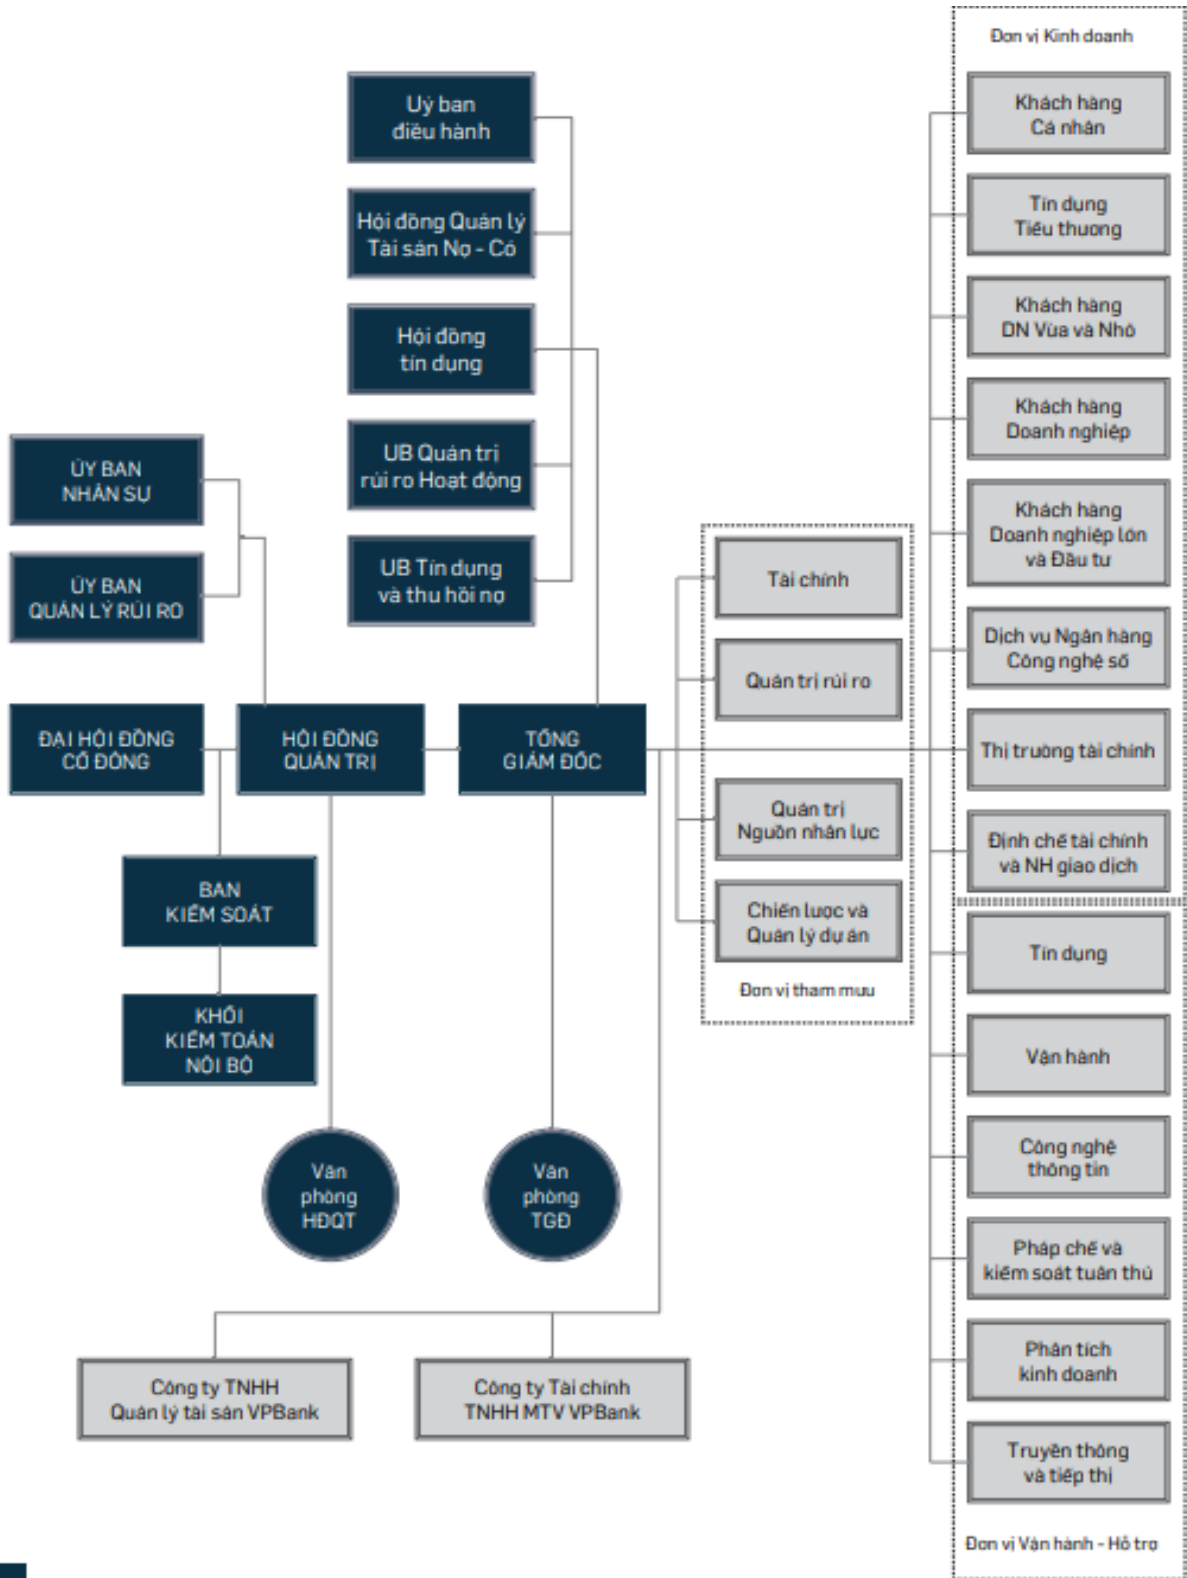 Đơn vị Kinh doanh
Khách hàng
Cá nhân
Tín dụng
Tiểu thương
Khách hàng
DN Vừa và Nhỏ
Khách hàng
Doanh nghiệp
Khách hàng
Doanh nghiệp lớn
và Đầu tư
Dịch vụ Ngân hàng
Công nghệ số
Thị trường tài chính
Định chế tài chính
và NH giao dịch
Uỷ ban
điều hành
Hội đồng Quản lý
Tài sản Nợ - Có
Hội đồng
tín dụng
UB Quản trị
rủi ro Hoạt động
UB Tín dụng
và thu hồi nợ
ỦY BAN
NHÂN SỰ
ỦY BAN
QUẢN LÝ RỦI RO
ĐẠI HỘI ĐỒNG
CỔ ĐÔNG
HỘI ĐỒNG
QUẢN TRỊ
TỔNG
GIÁM ĐỐC
BAN
KIỂM SOÁT
KHỐI
KIỂM TOÁN
NỘI BỘ
Văn
phòng
HĐQT
Văn
phòng
TGĐ
Tài chính
Quản trị rủi ro
Quản trị
Nguồn nhân lực
Chiến lược và
Quản lý dự án
Đơn vị tham mưu
Tín dụng
Vận hành
Công nghệ
thông tin
Pháp chế và
kiểm soát tuân thủ
Phân tích
kinh doanh
Truyền thông
và tiếp thị
Đơn vị Vận hành - Hỗ trợ
Công ty TNHH
Quản lý tài sản VPBank
Công ty Tài chính
TNHH MTV VPBank